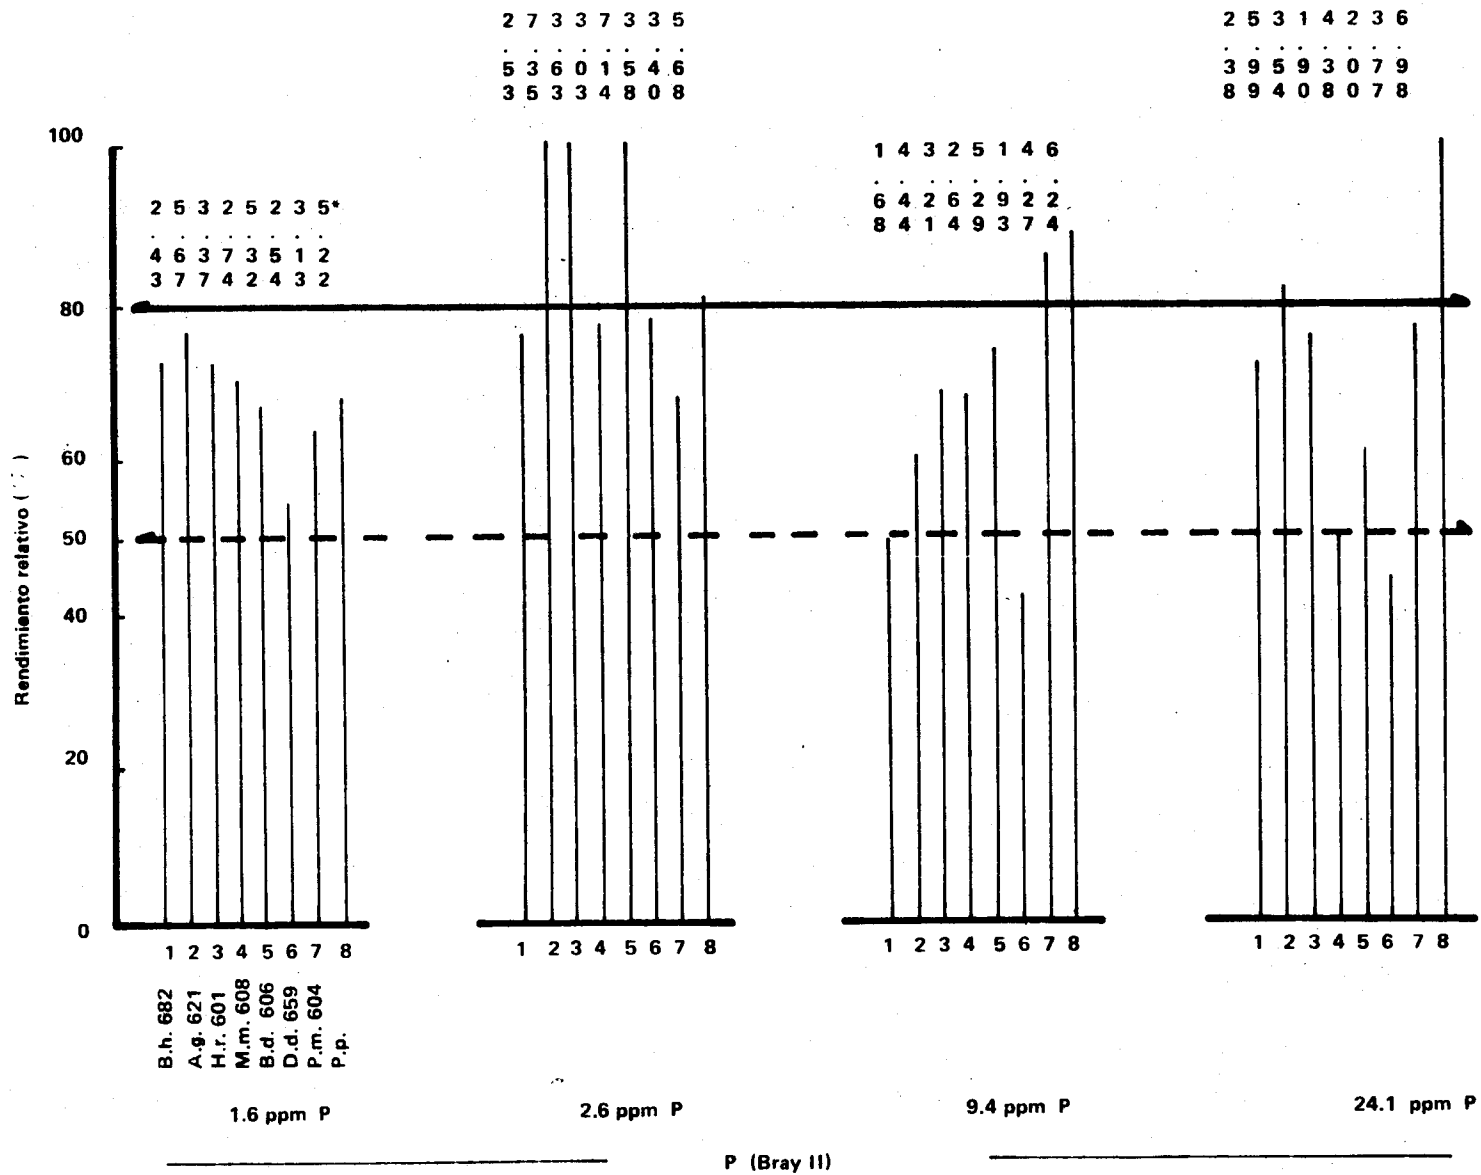 2 7 3 3 7 3 3 5
. . . . . . . .
5 3 6 0 1 5 4 6
3 5 3 3 4 8 0 8
2 5 3 1 4 2 3 6
. . . . . . . .
3 9 5 9 3 0 7 9
8 9 4 0 8 0 7 8
1 4 3 2 5 1 4 6
. . . . . . . .
6 4 2 6 2 9 2 2
8 4 1 4 9 3 7 4
2 5 3 2 5 2 3 5*
. . . . . . . .
4 6 3 7 3 5 1 2
3 7 7 4 2 4 3 2
100
80
60
50
40
20
0
Rendimiento relativo (
1 2 3 4 5 6 7 8
1 2 3 4 5 6 7 8
1 2 3 4 5 6 7 8
1 2 3 4 5 6 7 8
B.h. 682
A.g. 621
H.r. 601
M.m. 608
B.d. 606
D.d. 659
P.m. 604
P.p.
1.6 ppm P
2.6 ppm P
9.4 ppm P
24.1 ppm P
P (Bray II)